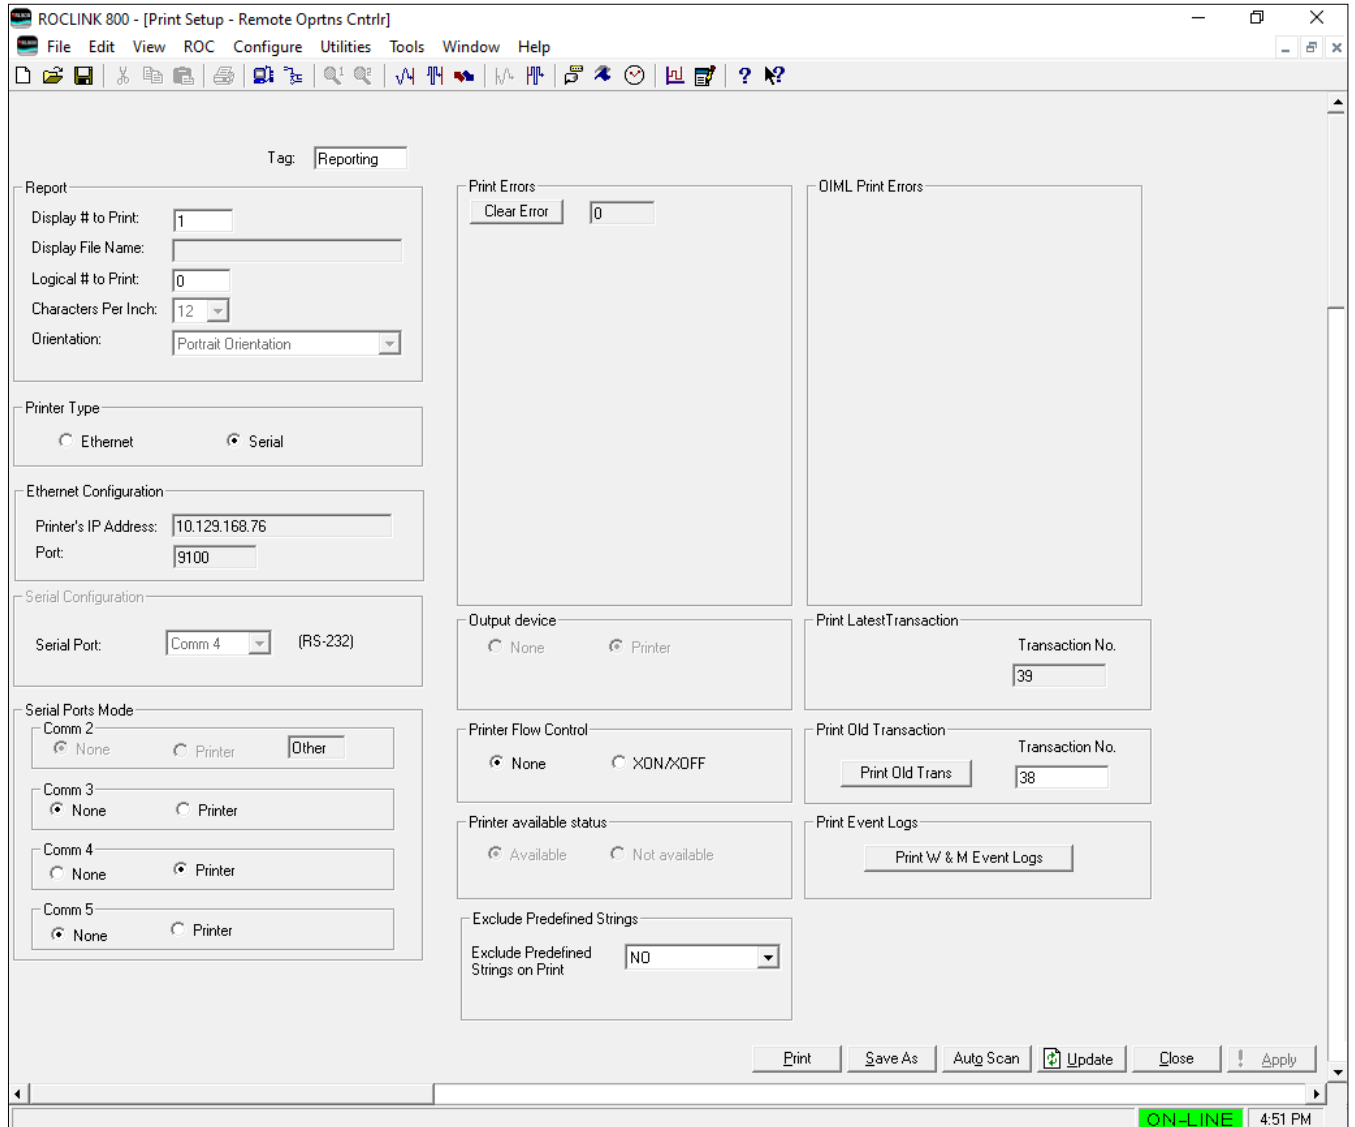 ROCLINK 800 - [Print Setup - Remote Oprtns Cntrlr]
File Edit View ROC Configure Utilities Tools Window Help
Tag: Reporting
Report
Display # to Print: 1
Display File Name:
Logical # to Print: 0
Characters Per Inch: 12
Orientation: Portrait Orientation
Printer Type
Ethernet Serial
Ethernet Configuration
Printer's IP Address: 10.129.168.76
Port: 9100
Serial Configuration
Serial Port: Comm 4 (RS-232)
Serial Ports Mode
Comm 2
None Printer Other
Comm 3
None Printer
Comm 4
None Printer
Comm 5
None Printer
Print Errors
Clear Error 0
OIML Print Errors
Output device
None Printer
Print LatestTransaction
Transaction No.
39
Printer Flow Control
None XON/XOFF
Print Old Transaction
Transaction No.
Print Old Trans 38
Printer available status
Available Not available
Print Event Logs
Print W & M Event Logs
Exclude Predefined Strings
Exclude Predefined
Strings on Print
NO
Print Save As Auto Scan Update Close ! Apply
ON-LINE 4:51 PM